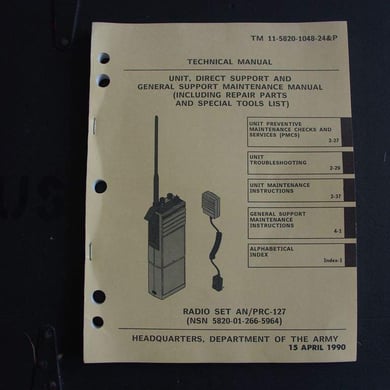 TM 11-5820-1048-24&P
TECHNICAL MANUAL
UNIT, DIRECT SUPPORT AND
GENERAL SUPPORT MAINTENANCE MANUAL
(INCLUDING REPAIR PARTS
AND SPECIAL TOOLS LIST)
UNIT PREVENTIVE
MAINTENANCE CHECKS AND
SERVICES (PMCS)
2-27
UNIT
TROUBLESHOOTING
2-29
UNIT MAINTENANCE
INSTRUCTIONS
2-37
GENERAL SUPPORT
MAINTENANCE
INSTRUCTIONS
4-1
ALPHABETICAL
INDEX
Index-1
RADIO SET AN/PRC-127
(NSN 5820-01-266-5964)
HEADQUARTERS, DEPARTMENT OF THE ARMY
15 APRIL 1990